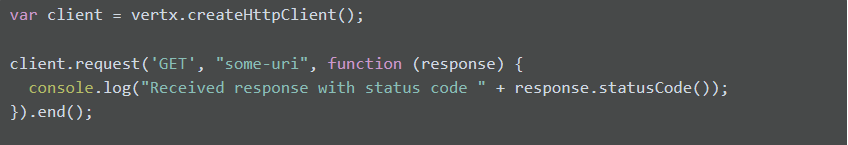 var client = vertx.createHttpClient();
client.request('GET', "some-uri", function (response) {
  console.log("Received response with status code " + response.statusCode());
}).end();